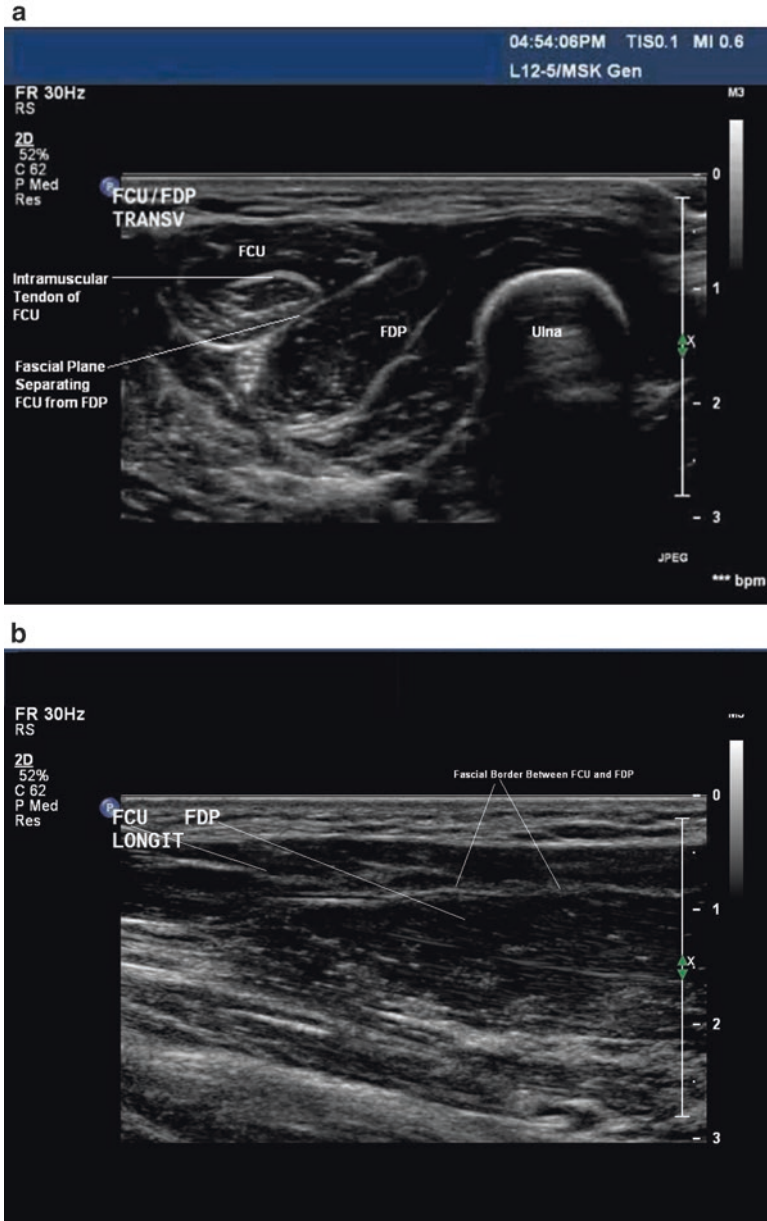 a
04:54:06PM TIS0.1 MI 0.6
L12-5/MSK Gen
FR 30Hz
RS
M3
2D
52%
C 62
P Med
Res
0
P
FCU/FDP
TRANSV
FCU
Intramuscular
Tendon of
FCU
1
FDP
Ulna
X
Fascial Plane
Separating
FCU from FDP
2
3
JPEG
*** bpm
b
FR 30Hz
RS
2D
52%
C 62
P Med
Res
Fascial Border Between FCU and FDP
0
P
FCU FDP
LONGIT
1
X
2
3